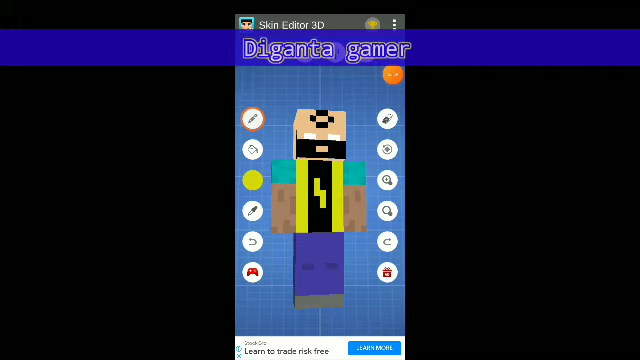 Skin Editor 3D
Diganta gamer
Learn to trade risk free
LEARN MORE